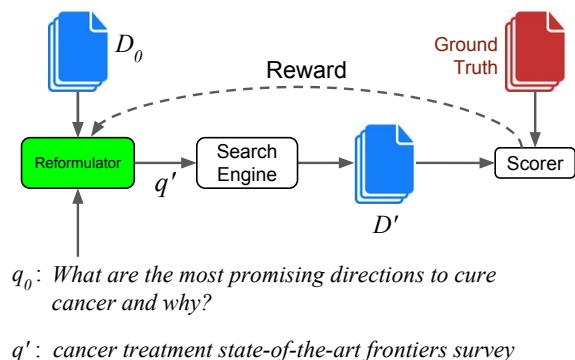 D₀
Ground
Truth
Reward
Reformulator
q'
Search
Engine
D'
Scorer
q₀ : What are the most promising directions to cure
cancer and why?
q' : cancer treatment state-of-the-art frontiers survey